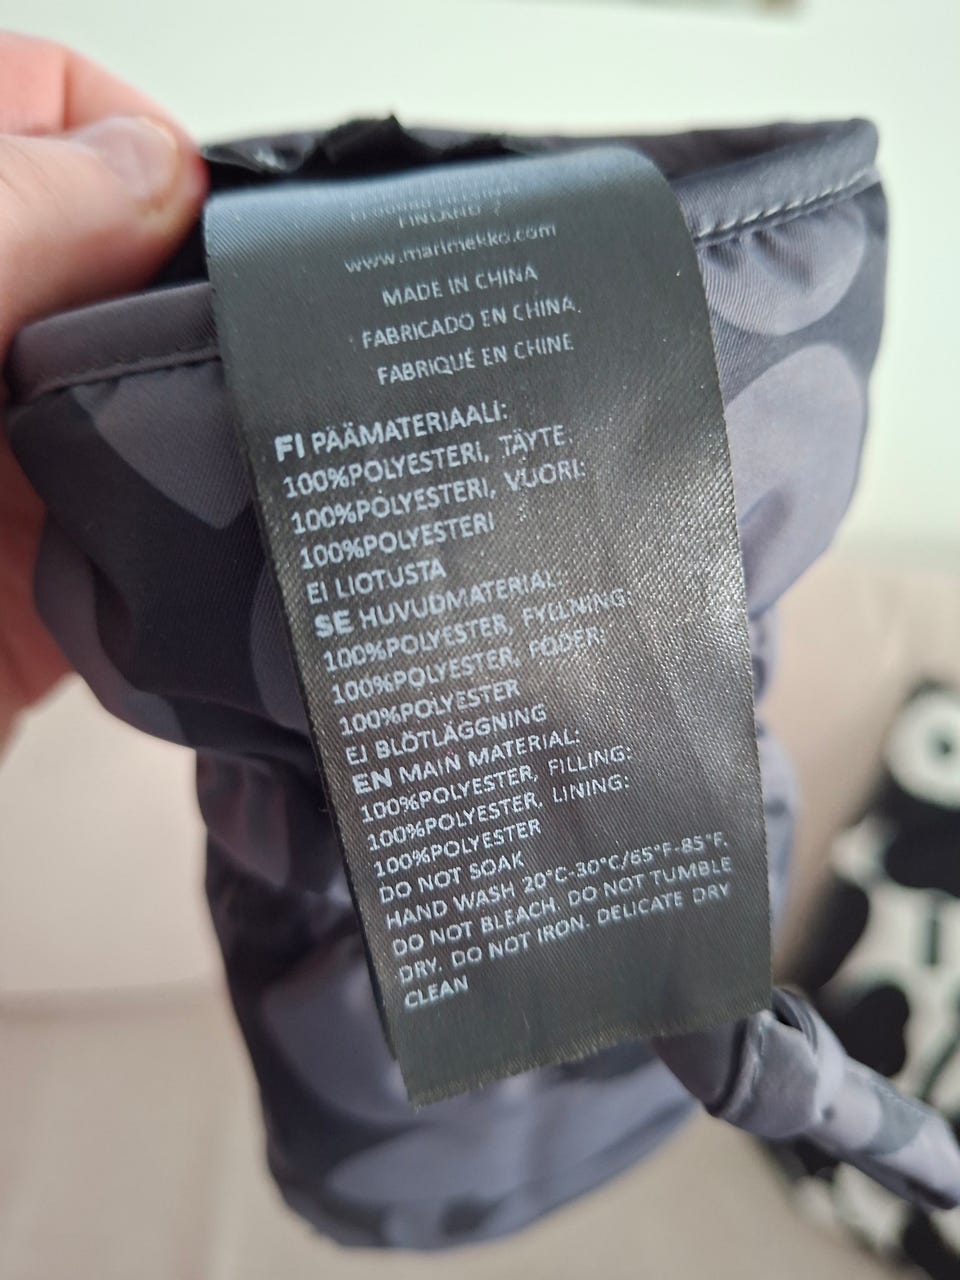 FINLAND
www.marimekko.com
MADE IN CHINA
FABRICADO EN CHINA.
FABRIQUÉ EN CHINE
FI PÄÄMATERIAALI:
100%POLYESTERI, TÄYTE:
100%POLYESTERI, VUORI:
100%POLYESTERI
EI LIOTUSTA
SE HUVUDMATERIAL:
100%POLYESTER, FYLLNING:
100%POLYESTER, FODER:
100%POLYESTER
EJ BLÖTLÄGGNING
EN MAIN MATERIAL:
100%POLYESTER, FILLING:
100%POLYESTER, LINING:
100%POLYESTER
DO NOT SOAK
HAND WASH 20°C-30°C/65°F-85°F.
DO NOT BLEACH. DO NOT TUMBLE
DRY. DO NOT IRON. DELICATE DRY
CLEAN